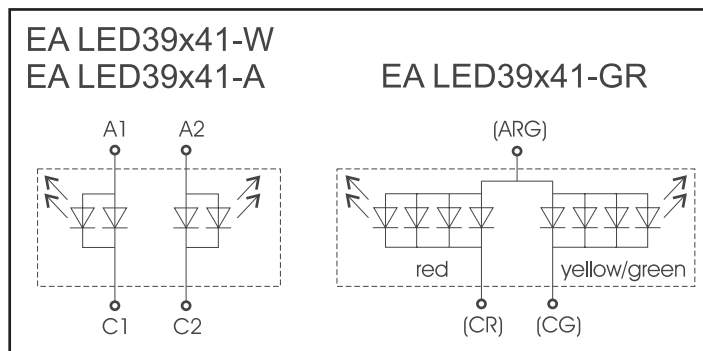 EA LED39x41-W
EA LED39x41-A
EA LED39x41-GR
A1
A2
(ARG)
red
yellow/green
C1
C2
(CR)
(CG)